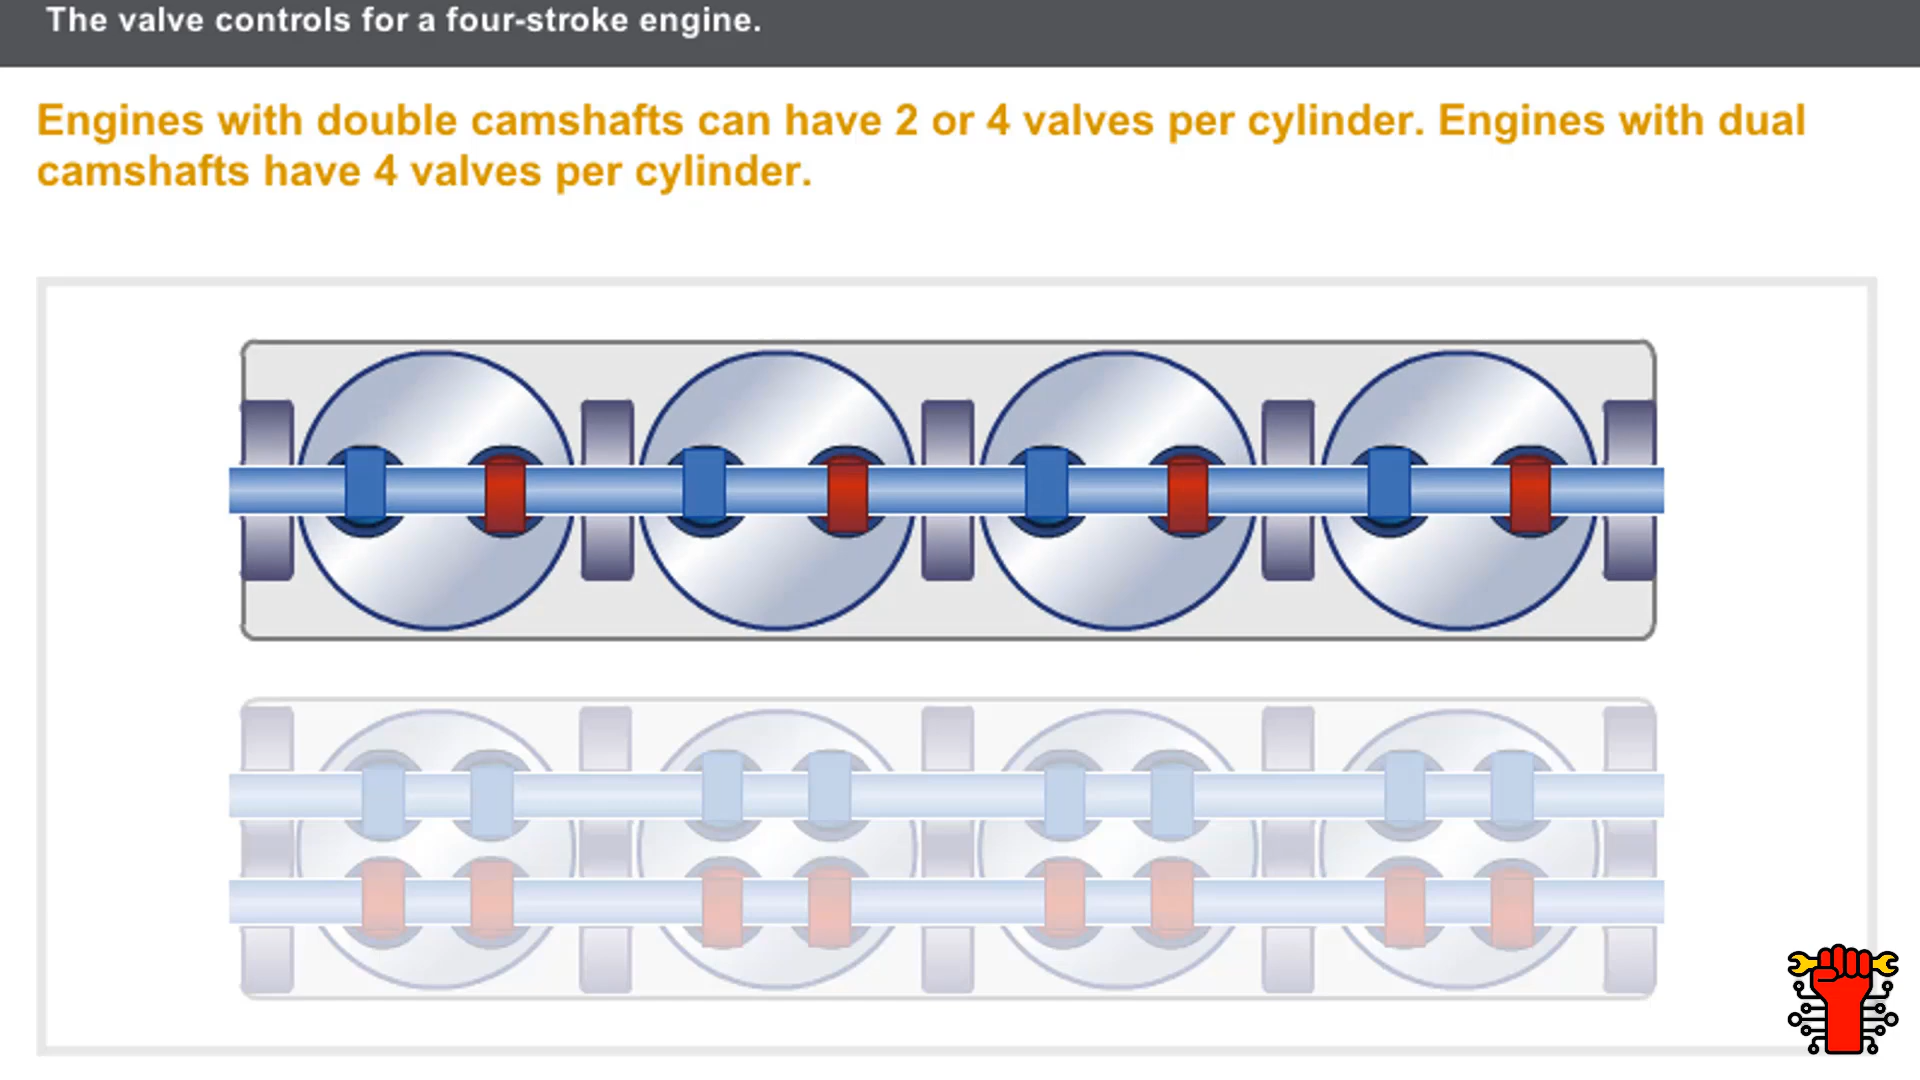 The valve controls for a four-stroke engine.
Engines with double camshafts can have 2 or 4 valves per cylinder. Engines with dual
camshafts have 4 valves per cylinder.